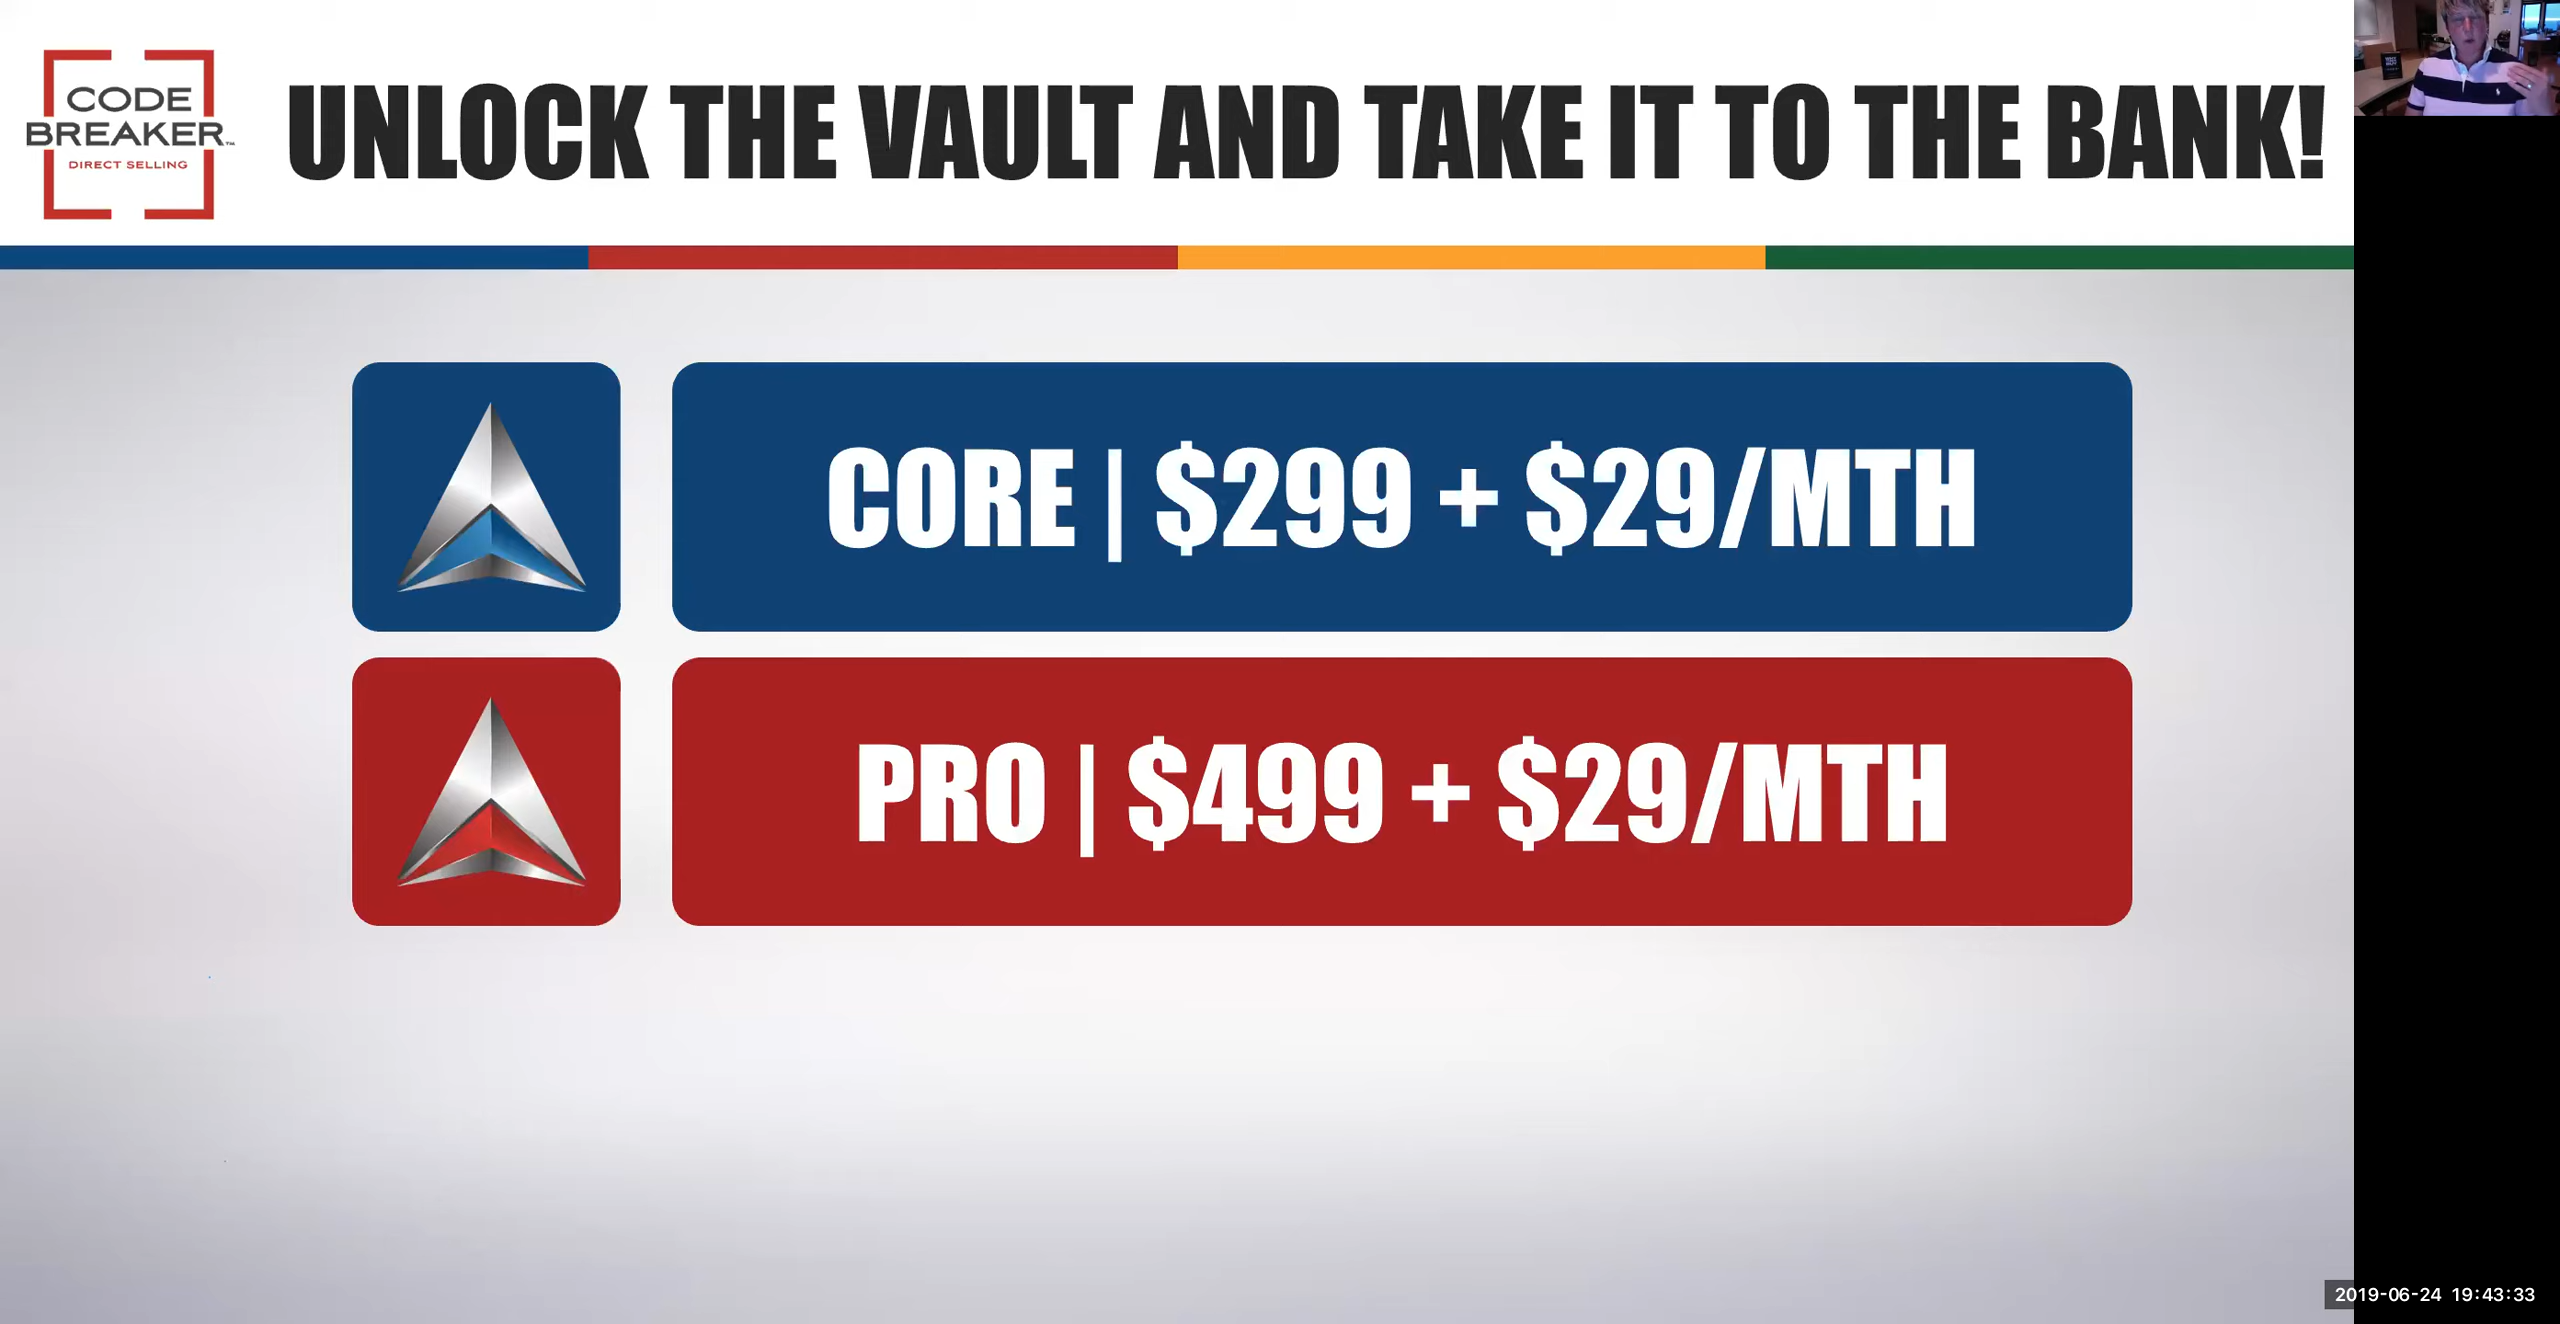 CODE
BREAKER™
DIRECT SELLING
UNLOCK THE VAULT AND TAKE IT TO THE BANK!
CORE | $299 + $29/MTH
PRO | $499 + $29/MTH
2019-06-24 19:43:33